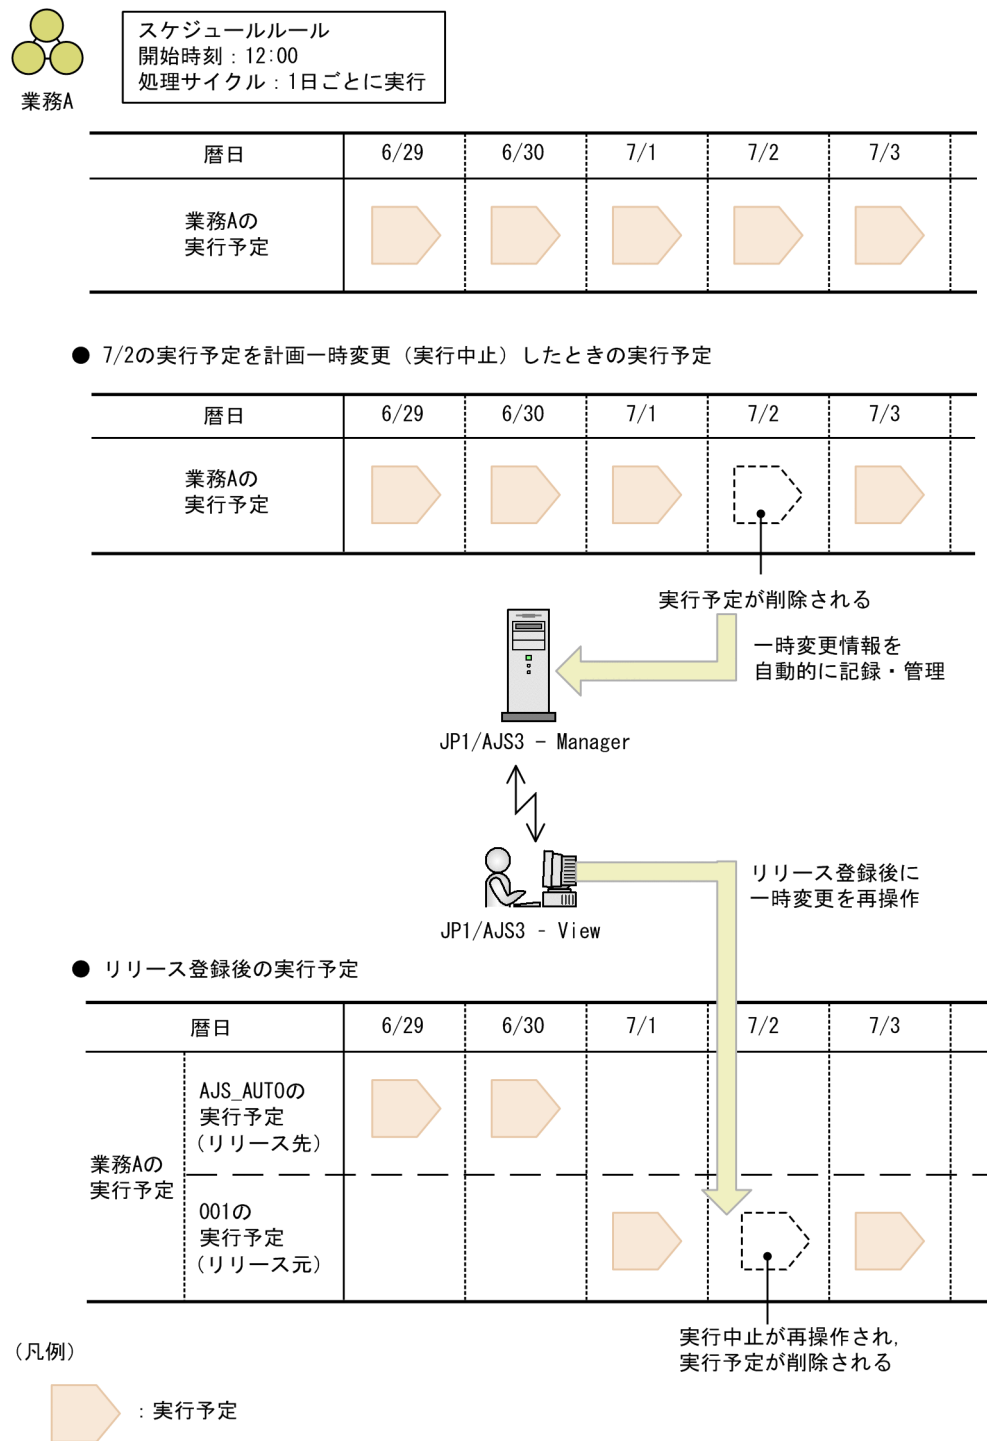 スケジュールルール
開始時刻：12:00
処理サイクル：1日ごとに実行
業務A
暦日 6/29 6/30 7/1 7/2 7/3
業務Aの
実行予定
● 7/2の実行予定を計画一時変更（実行中止）したときの実行予定
暦日 6/29 6/30 7/1 7/2 7/3
業務Aの
実行予定
実行予定が削除される
一時変更情報を
自動的に記録・管理
JP1/AJS3 − Manager
リリース登録後に
一時変更を再操作
JP1/AJS3 - View
● リリース登録後の実行予定
暦日 6/29 6/30 7/1 7/2 7/3
業務Aの
実行予定
AJS_AUTOの
実行予定
（リリース先）
001の
実行予定
（リリース元）
実行中止が再操作され，
実行予定が削除される
（凡例）
：実行予定